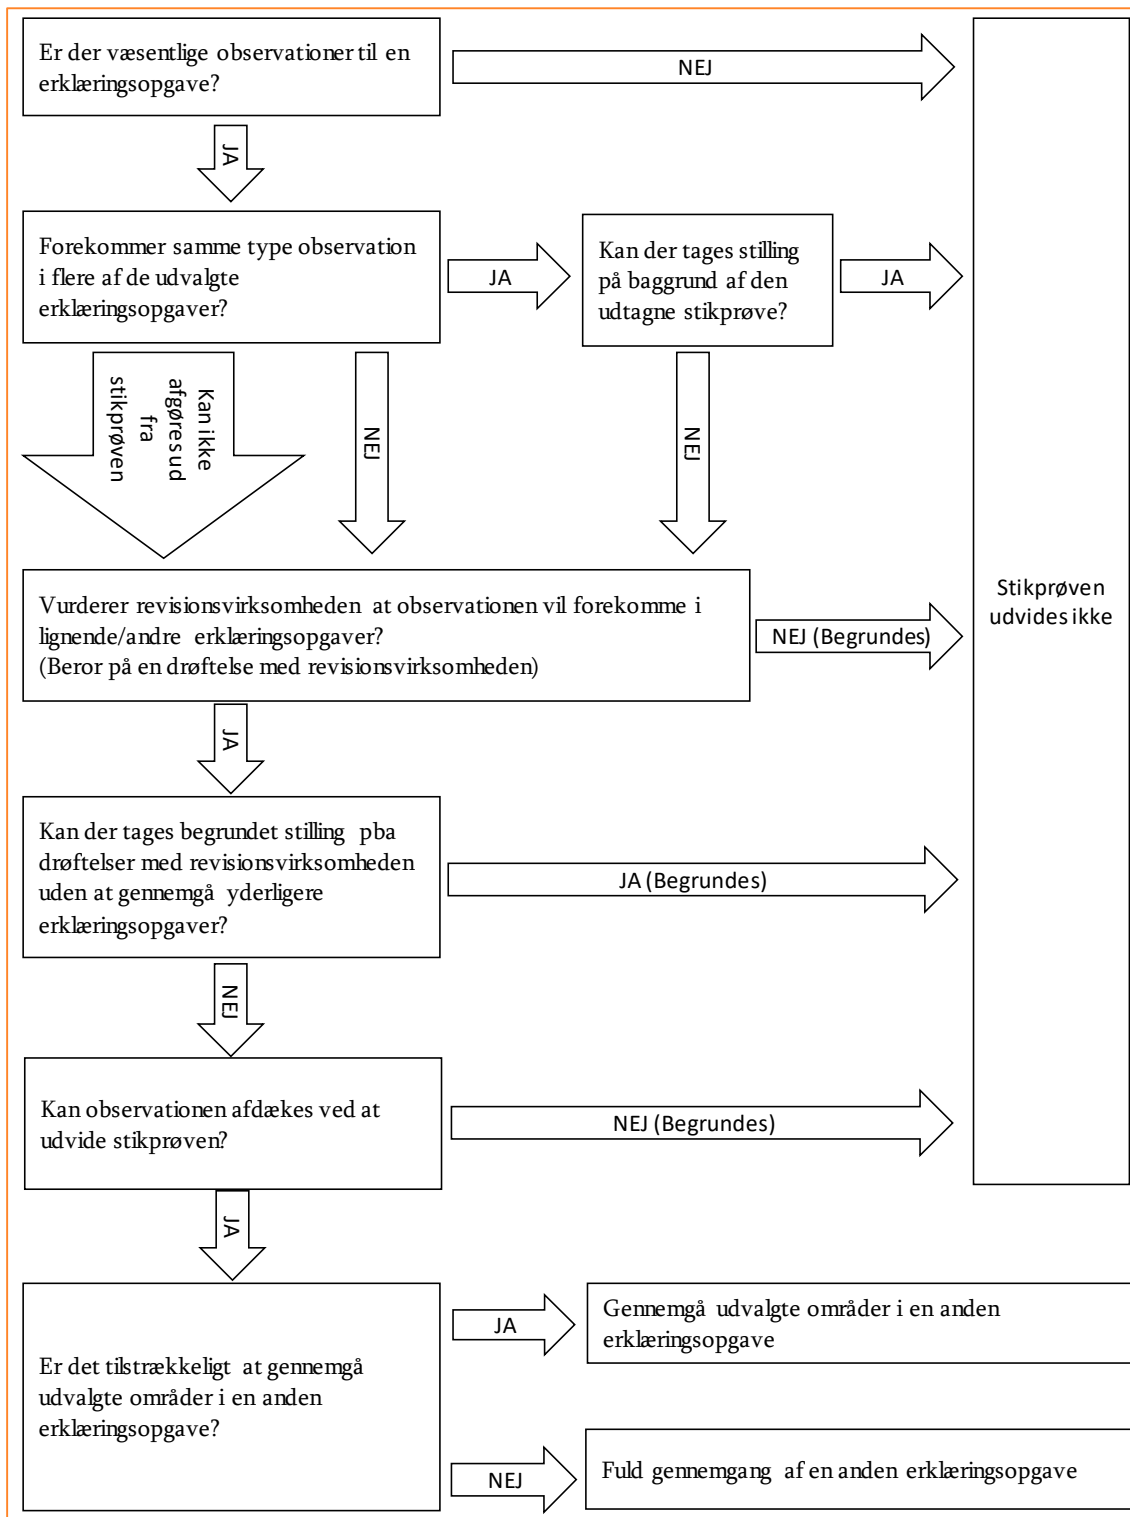 Er der væsentlige observationer til en
erklæringsopgave?
NEJ
JA
Forekommer samme type observation
i flere af de udvalgte
erklæringsopgaver?
JA
Kan der tages stilling
på baggrund af den
udtagne stikprøve?
JA
Kan ikke
afgøres ud
fra
stikprøven
NEJ
NEJ
Stikprøven
udvides ikke
Vurderer revisionsvirksomheden at observationen vil forekomme i
lignende/andre erklæringsopgaver?
(Beror på en drøftelse med revisionsvirksomheden)
NEJ (Begrundes)
JA
Kan der tages begrundet stilling pba
drøftelser med revisionsvirksomheden
uden at gennemgå yderligere
erklæringsopgaver?
JA (Begrundes)
NEJ
Kan observationen afdækes ved at
udvide stikprøven?
NEJ (Begrundes)
JA
Er det tilstrækkeligt at gennemgå
udvalgte områder i en anden
erklæringsopgave?
JA
Gennemgå udvalgte områder i en anden
erklæringsopgave
NEJ
Fuld gennemgang af en anden erklæringsopgave